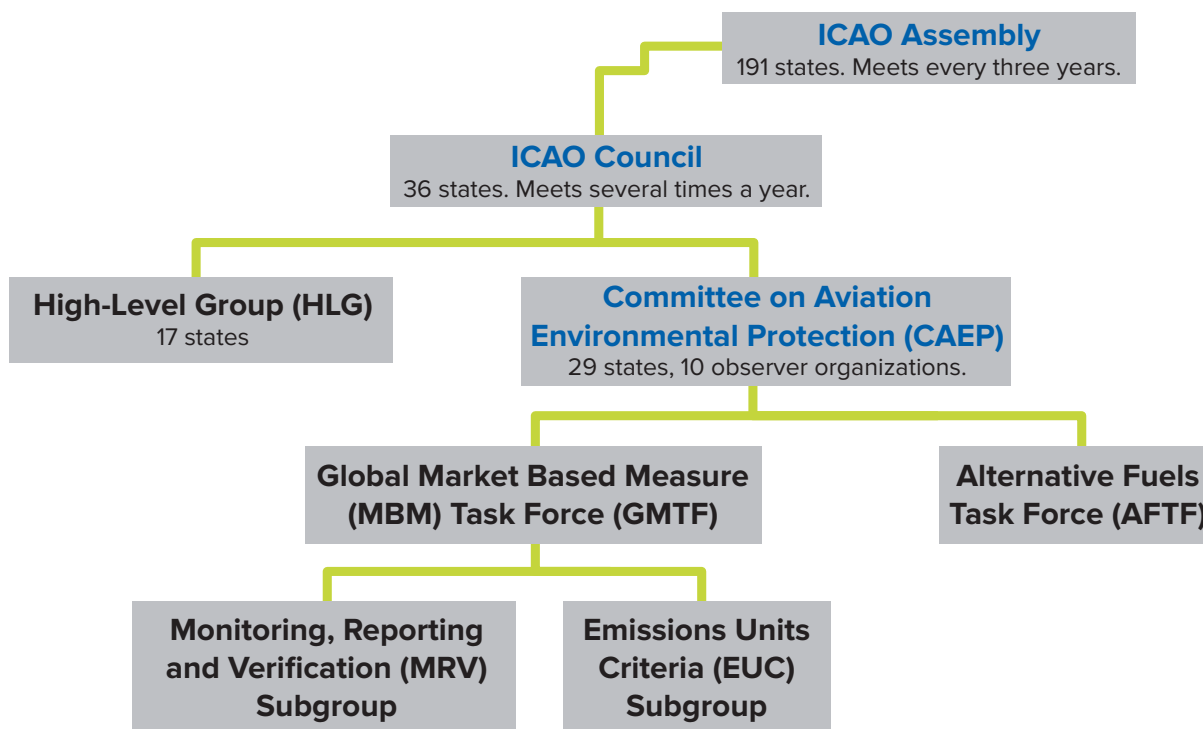 ICAO Assembly
191 states. Meets every three years.
ICAO Council
36 states. Meets several times a year.
High-Level Group (HLG)
17 states
Committee on Aviation
Environmental Protection (CAEP)
29 states, 10 observer organizations.
Global Market Based Measure
(MBM) Task Force (GMTF)
Alternative Fuels
Task Force (AFTF)
Monitoring, Reporting
and Verification (MRV)
Subgroup
Emissions Units
Criteria (EUC)
Subgroup